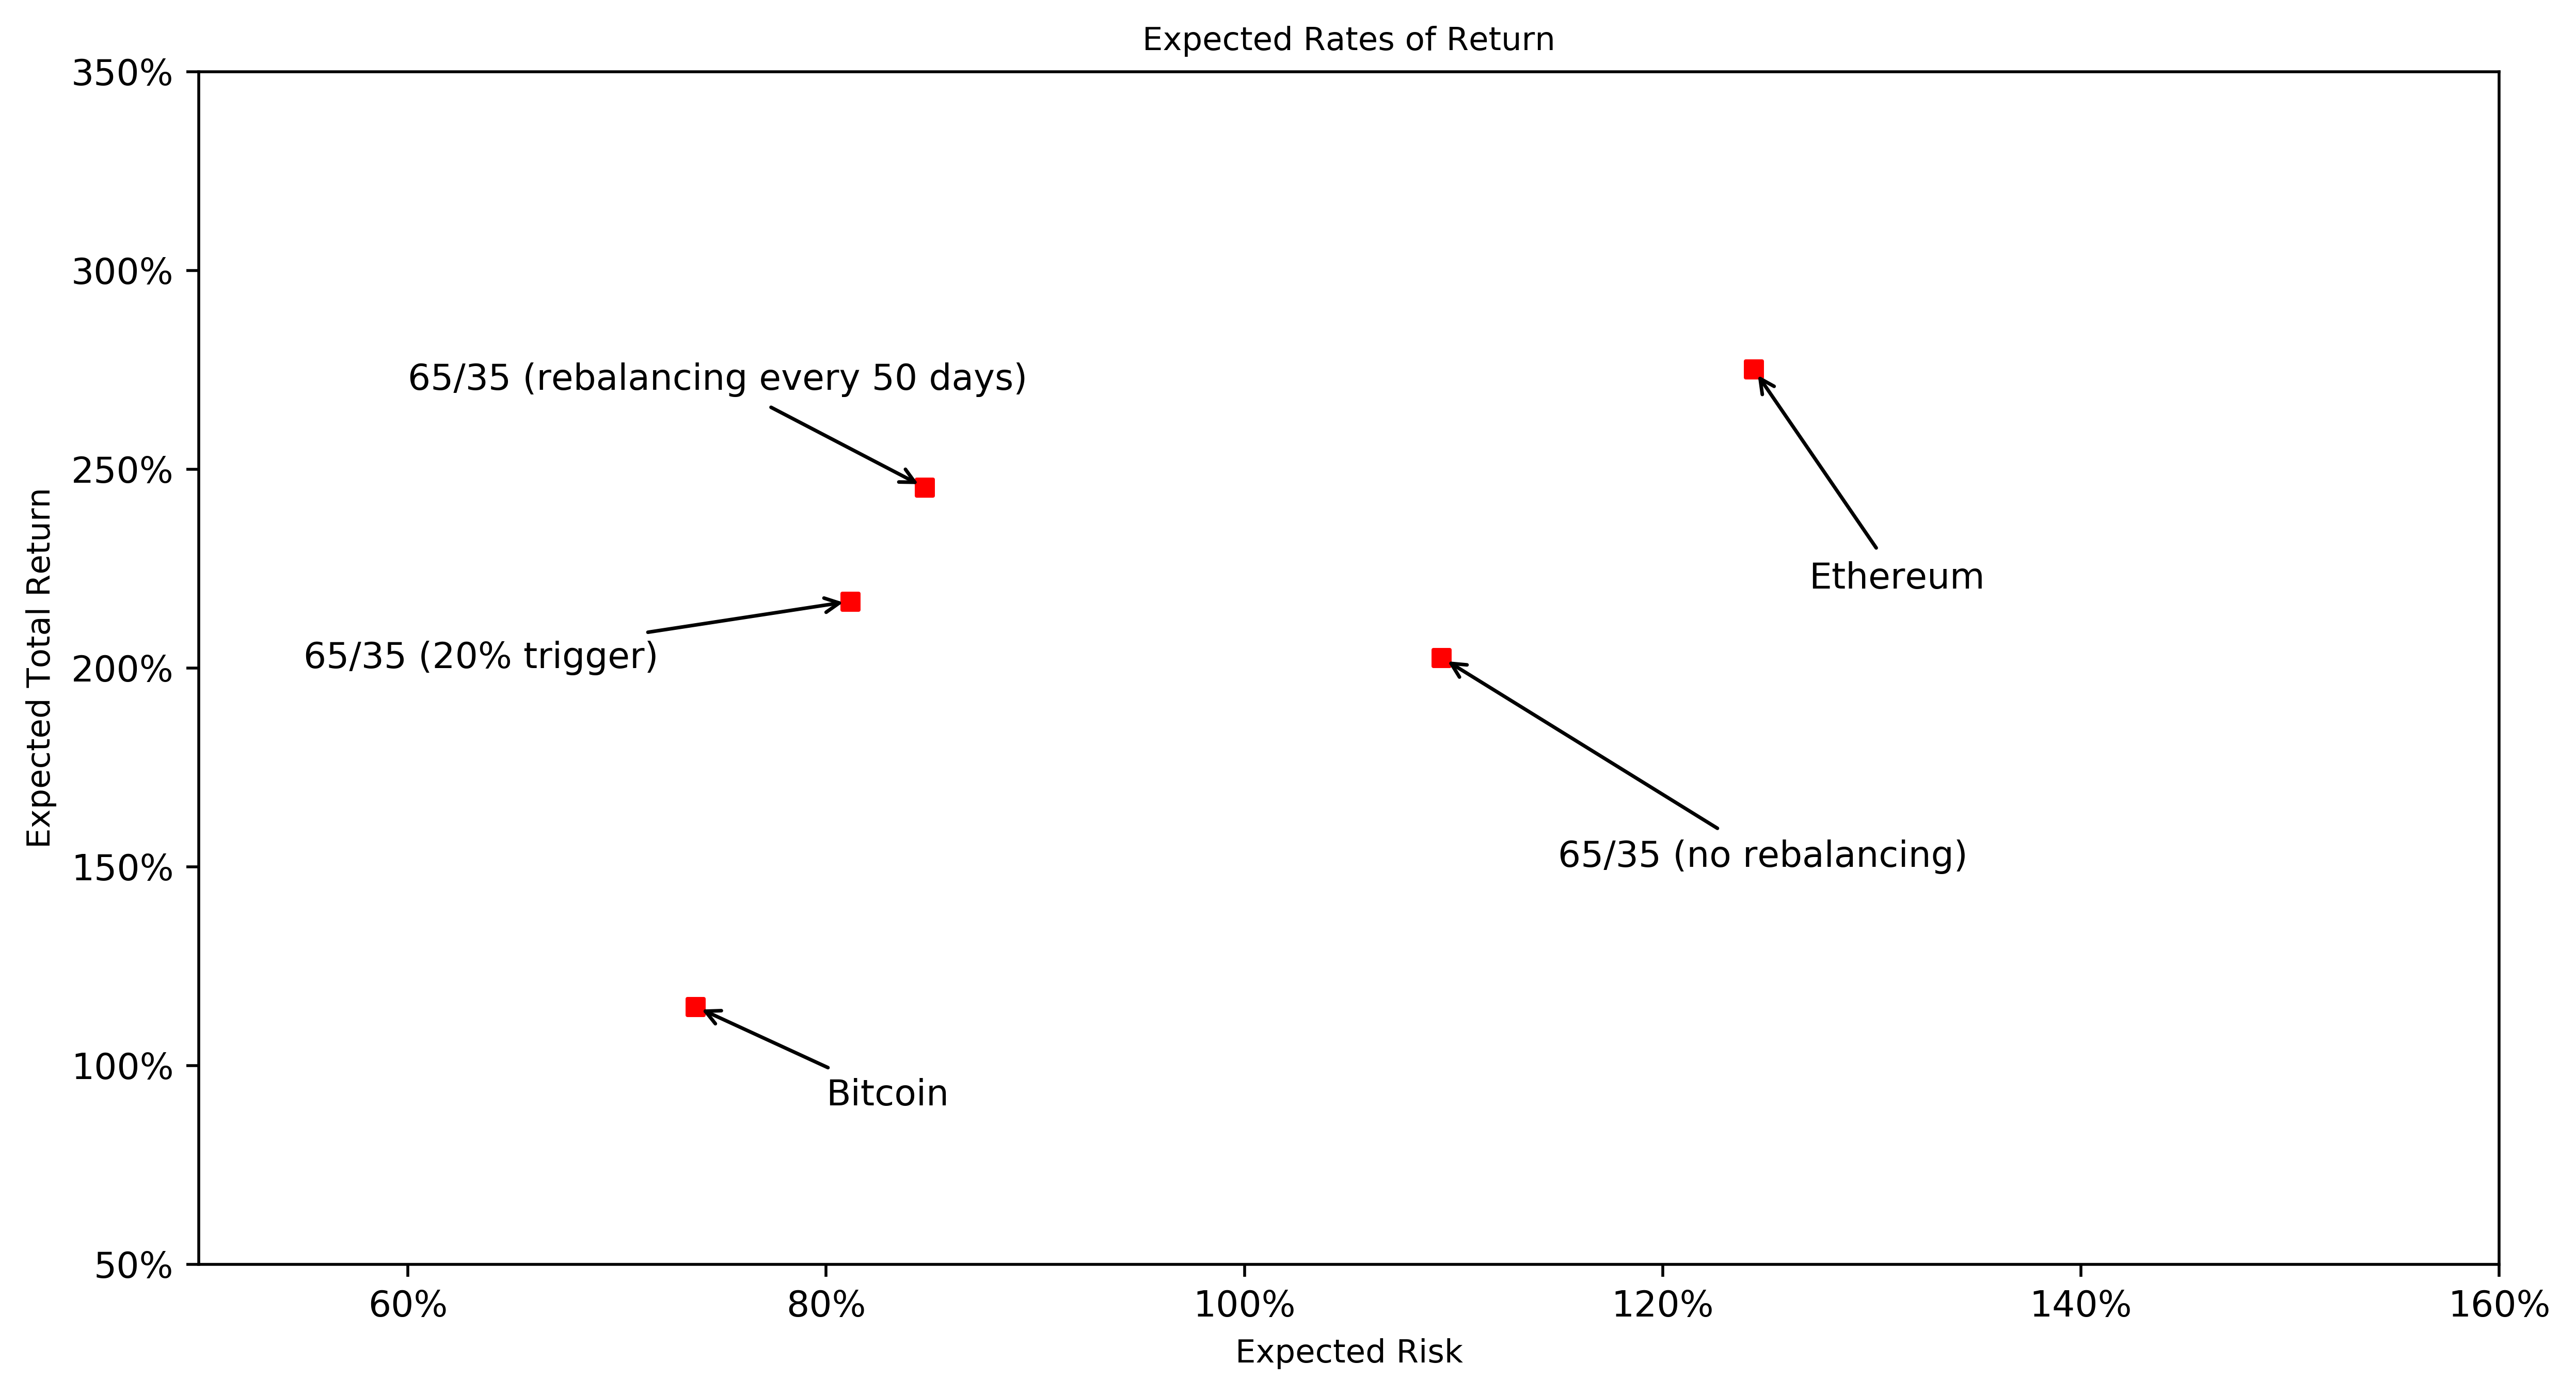 Expected Rates of Return
350%
300%
250%
200%
150%
100%
50%
Expected Total Return
65/35 (rebalancing every 50 days)
Ethereum
65/35 (20% trigger)
65/35 (no rebalancing)
Bitcoin
60%
80%
100%
120%
140%
160%
Expected Risk